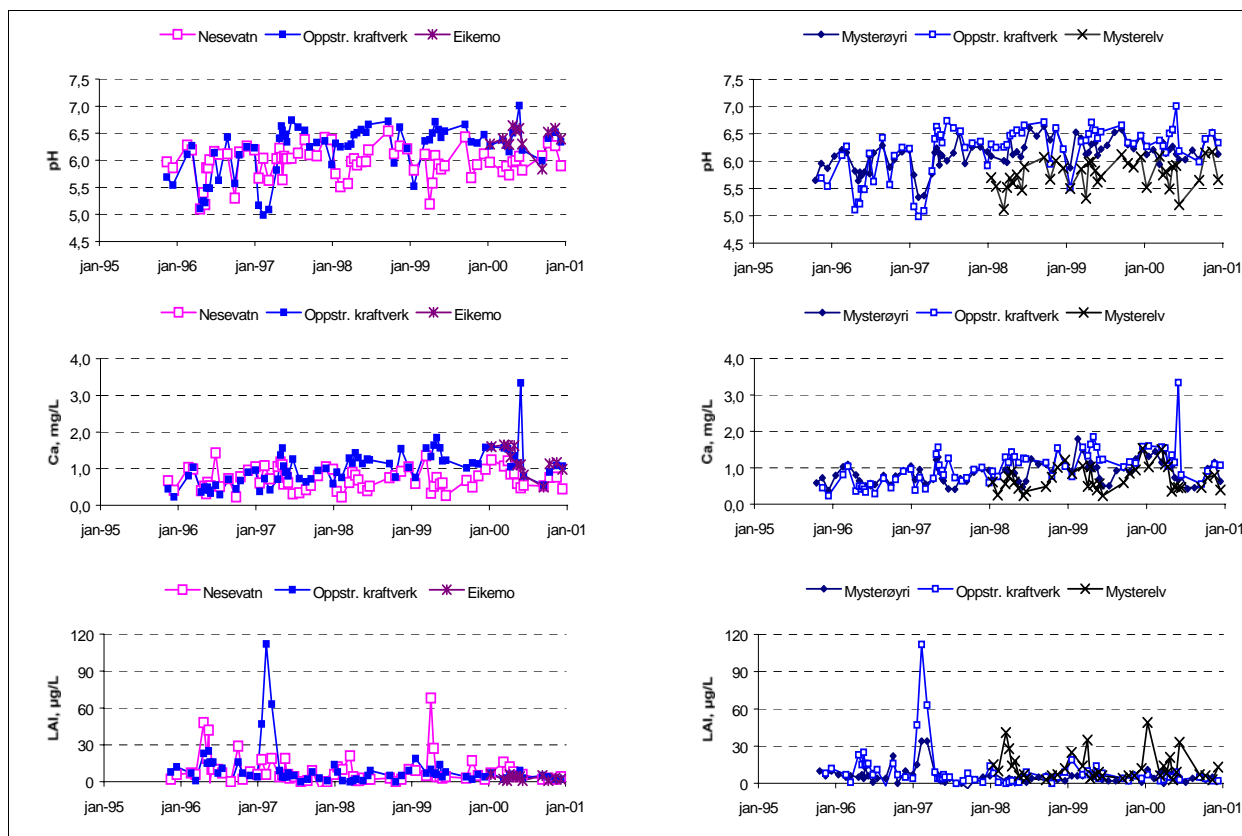 Nesevatn Oppstr. kraftverk Eikemo
pH
7,5
7,0
6,5
6,0
5,5
5,0
4,5
jan-95 jan-96 jan-97 jan-98 jan-99 jan-00 jan-01
Mysterøyri Oppstr. kraftverk Mysterelv
pH
7,5
7,0
6,5
6,0
5,5
5,0
4,5
jan-95 jan-96 jan-97 jan-98 jan-99 jan-00 jan-01
Nesevatn Oppstr. kraftverk Eikemo
Ca, mg/L
4,0
3,0
2,0
1,0
0,0
jan-95 jan-96 jan-97 jan-98 jan-99 jan-00 jan-01
Mysterøyri Oppstr. kraftverk Mysterelv
Ca, mg/L
4,0
3,0
2,0
1,0
0,0
jan-95 jan-96 jan-97 jan-98 jan-99 jan-00 jan-01
Nesevatn Oppstr. kraftverk Eikemo
LAl, µg/L
120
90
60
30
0
jan-95 jan-96 jan-97 jan-98 jan-99 jan-00 jan-01
Mysterøyri Oppstr. kraftverk Mysterelv
LAl, µg/L
120
90
60
30
0
jan-95 jan-96 jan-97 jan-98 jan-99 jan-00 jan-01